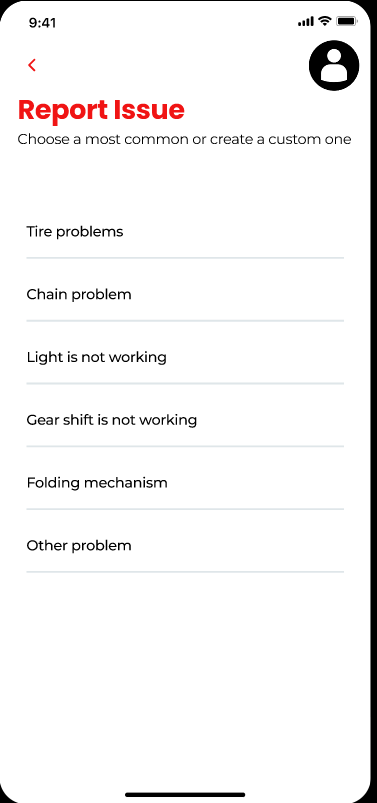 9:41
Report Issue
Choose a most common or create a custom one
Tire problems
Chain problem
Light is not working
Gear shift is not working
Folding mechanism
Other problem